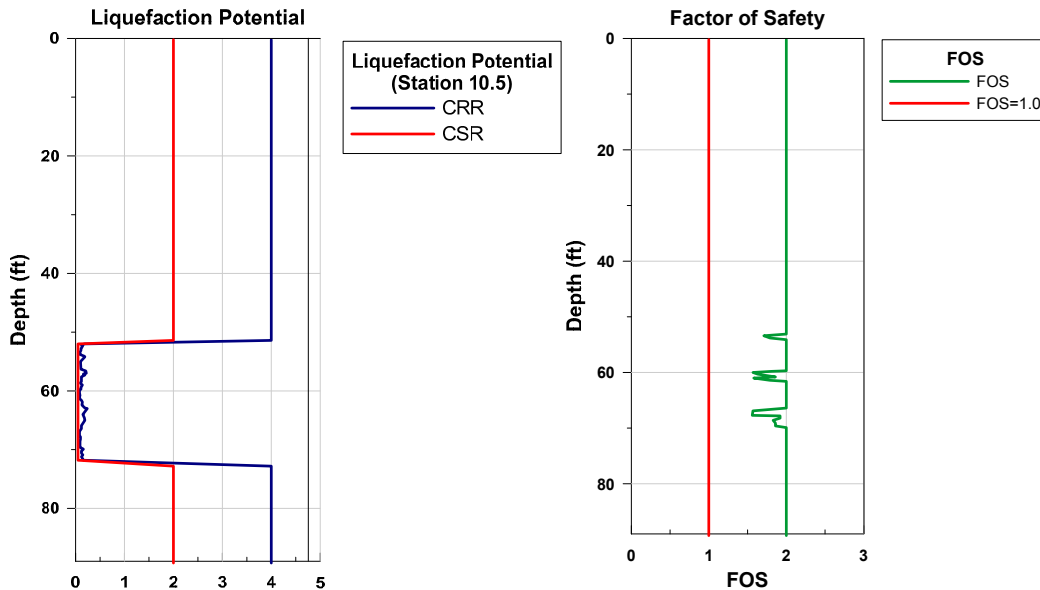 Liquefaction Potential
0
20
40
60
80
Depth (ft)
0 1 2 3 4 5
Liquefaction Potential
(Station 10.5)
CRR
CSR
Factor of Safety
0
20
40
60
80
Depth (ft)
0 1 2 3
FOS
FOS
FOS
FOS=1.0